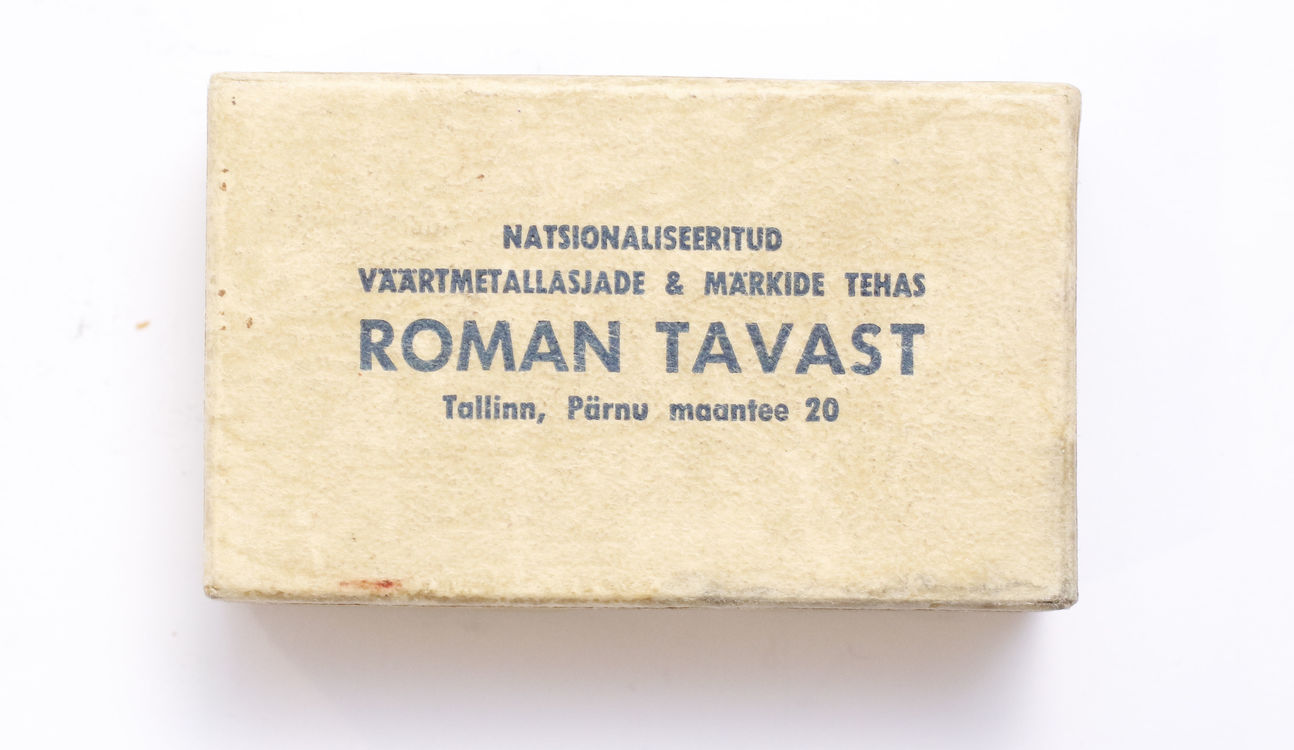 NATSIONALISEERITUD
VÄÄRTMETALLASJADE & MÄRKIDE TEHAS
ROMAN TAVAST
Tallinn, Pärnu maantee 20